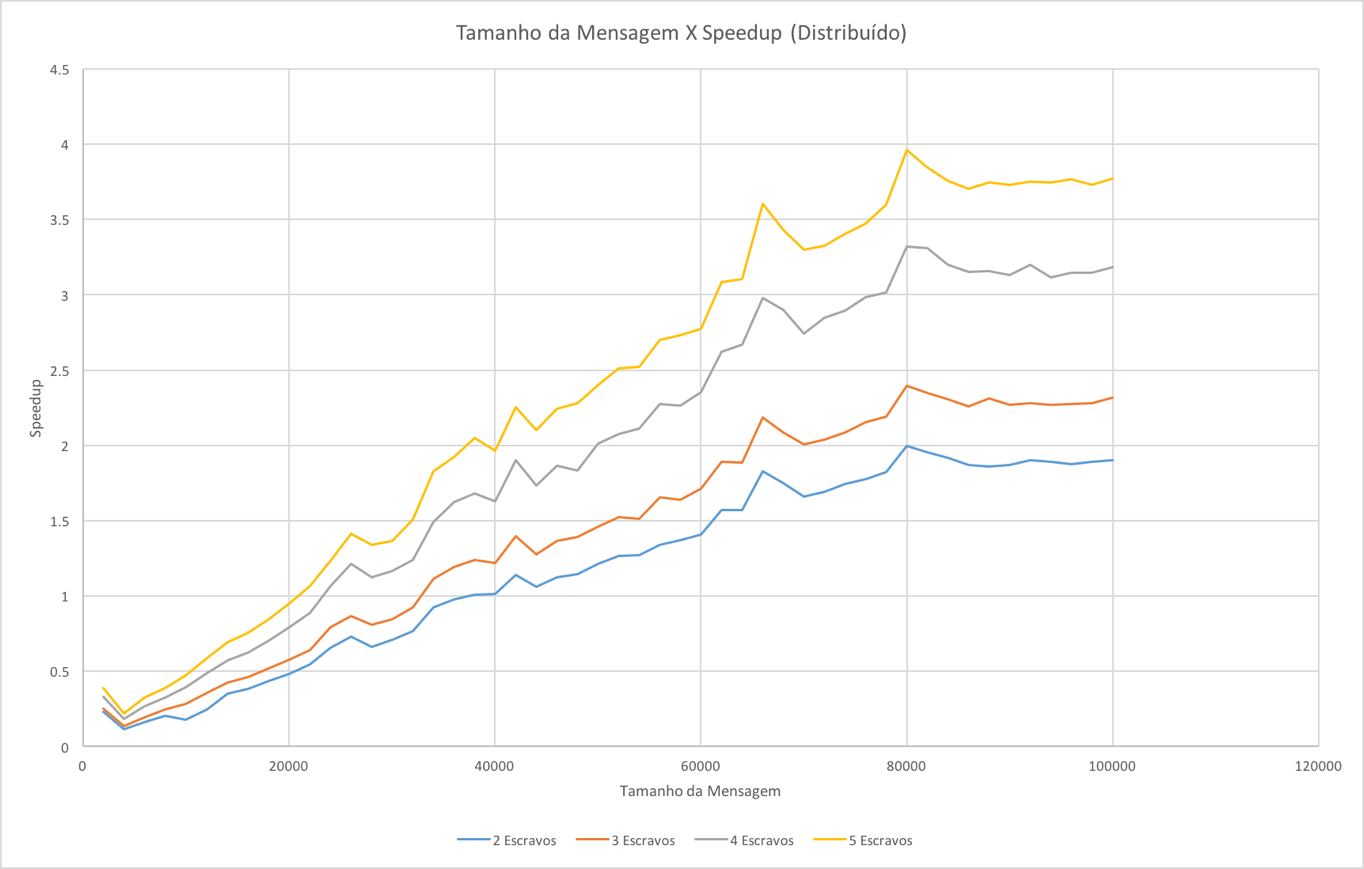 Tamanho da Mensagem X Speedup (Distribuído)
4.5
4
3.5
3
2.5
2
1.5
1
0.5
0
Speedup
0 20000 40000 60000 80000 100000 120000
Tamanho da Mensagem
2 Escravos 3 Escravos 4 Escravos 5 Escravos